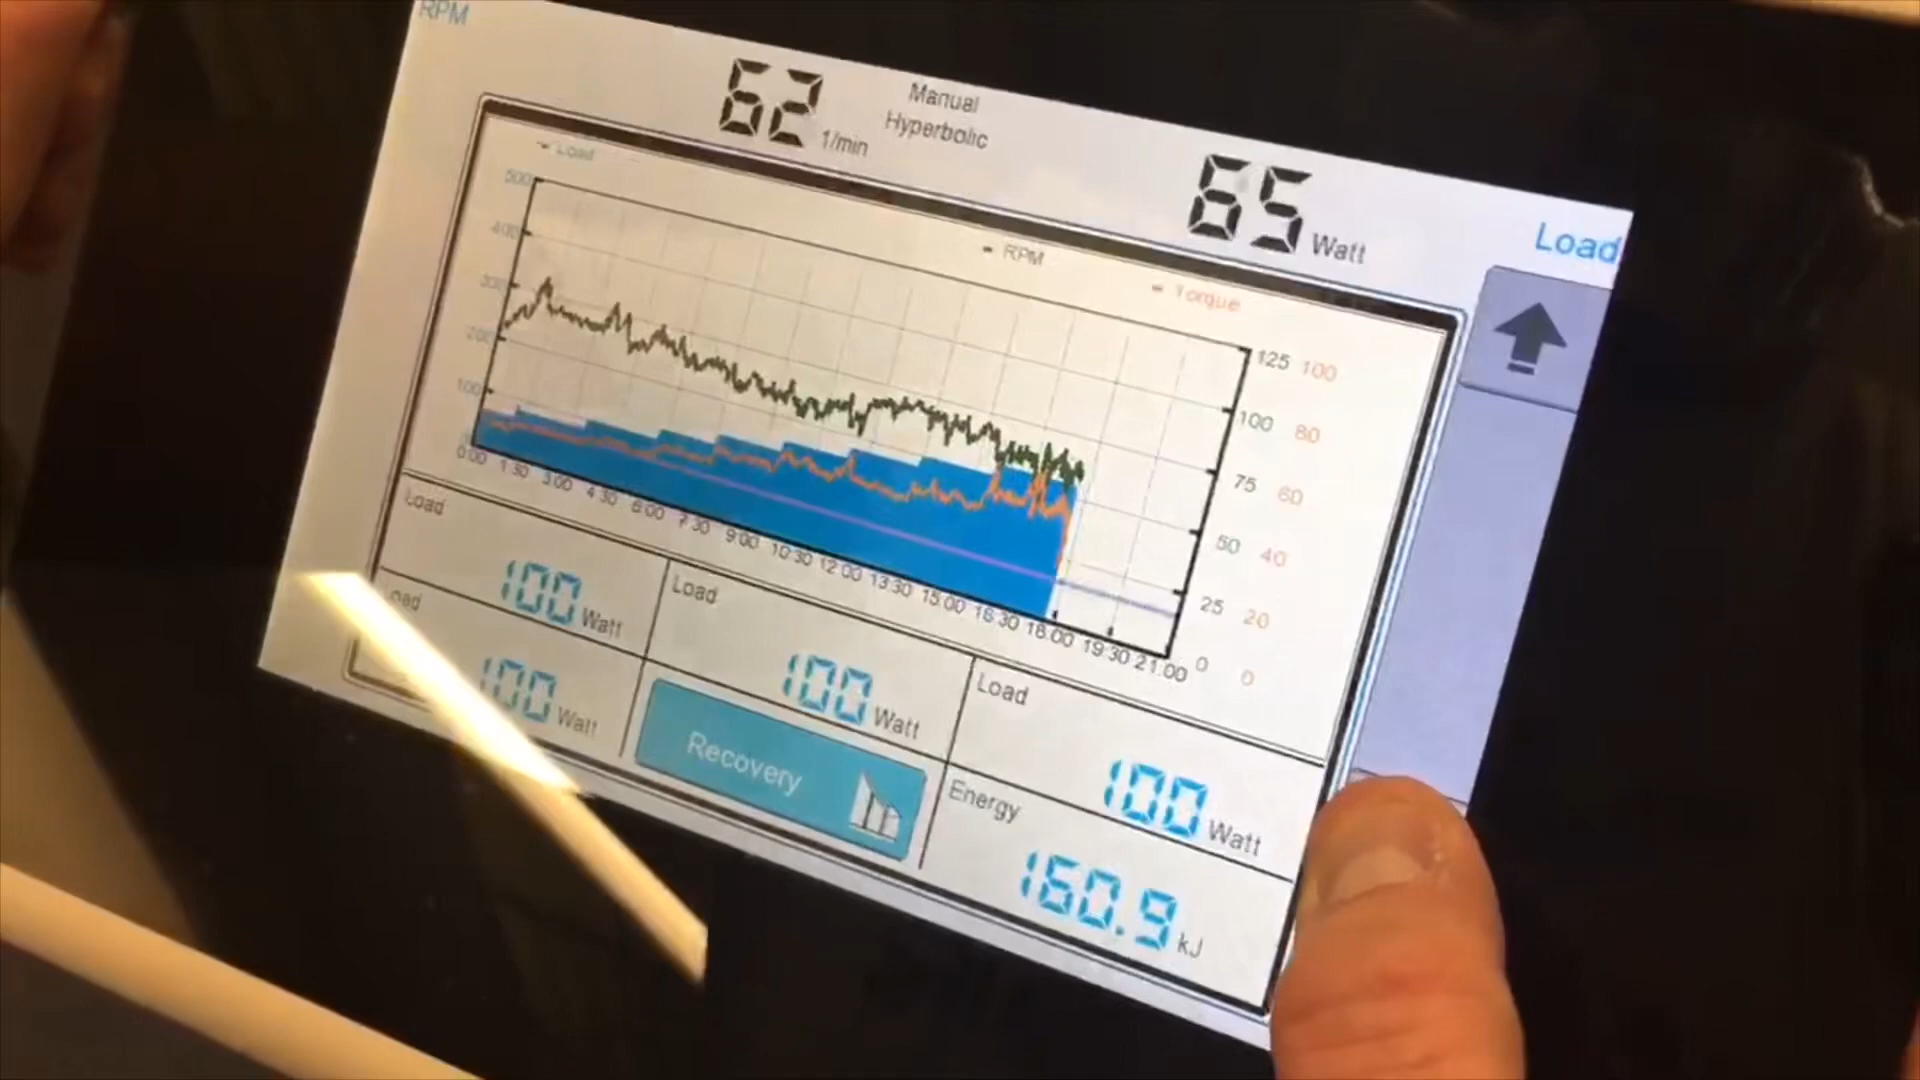 RPM
62 1/min
Manual
Hyperbolic
65 Watt
Load
Load
RPM
Torque
500
400
300
200
100
125 100
100 80
75 60
50 40
25 20
0 0
0:00 1:30 3:00 4:30 6:00 7:30 9:00 10:30 12:00 13:30 15:00 16:30 18:00 19:30 21:00
Load
100 Watt
Load
100 Watt
Load
100 Watt
Load
100 Watt
Recovery
Energy
160.9 kJ